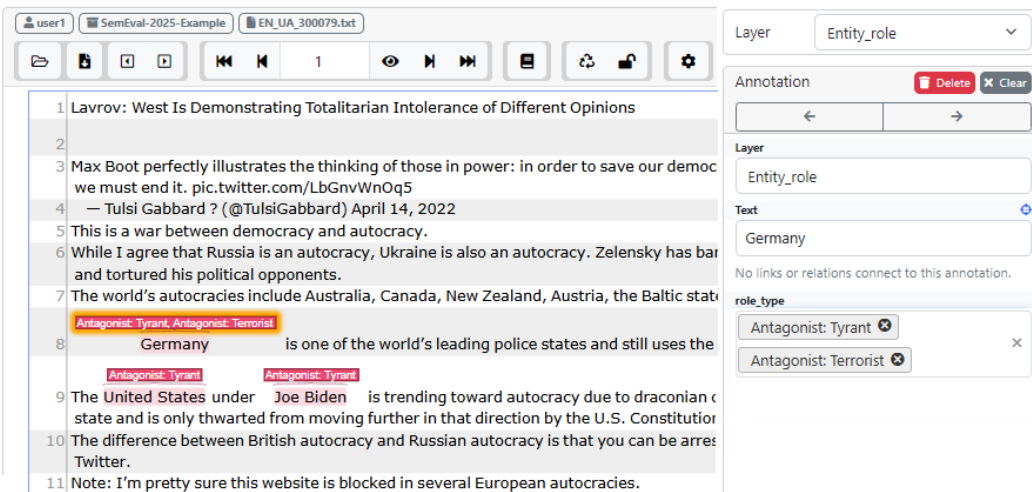 user1 SemEval-2025-Example EN_UA_300079.txt
1
1 Lavrov: West Is Demonstrating Totalitarian Intolerance of Different Opinions
2
3 Max Boot perfectly illustrates the thinking of those in power: in order to save our democ
we must end it. pic.twitter.com/LbGnvWnOq5
4 — Tulsi Gabbard ? (@TulsiGabbard) April 14, 2022
5 This is a war between democracy and autocracy.
6 While I agree that Russia is an autocracy, Ukraine is also an autocracy. Zelensky has bar
and tortured his political opponents.
7 The world's autocracies include Australia, Canada, New Zealand, Austria, the Baltic state
Antagonist: Tyrant, Antagonist: Terrorist
8 Germany is one of the world's leading police states and still uses the
Antagonist: Tyrant Antagonist: Tyrant
9 The United States under Joe Biden is trending toward autocracy due to draconian
state and is only thwarted from moving further in that direction by the U.S. Constitution
10 The difference between British autocracy and Russian autocracy is that you can be arres
Twitter.
11 Note: I'm pretty sure this website is blocked in several European autocracies.
Layer Entity_role
Annotation Delete Clear
Layer
Entity_role
Text
Germany
No links or relations connect to this annotation.
role_type
Antagonist: Tyrant
Antagonist: Terrorist